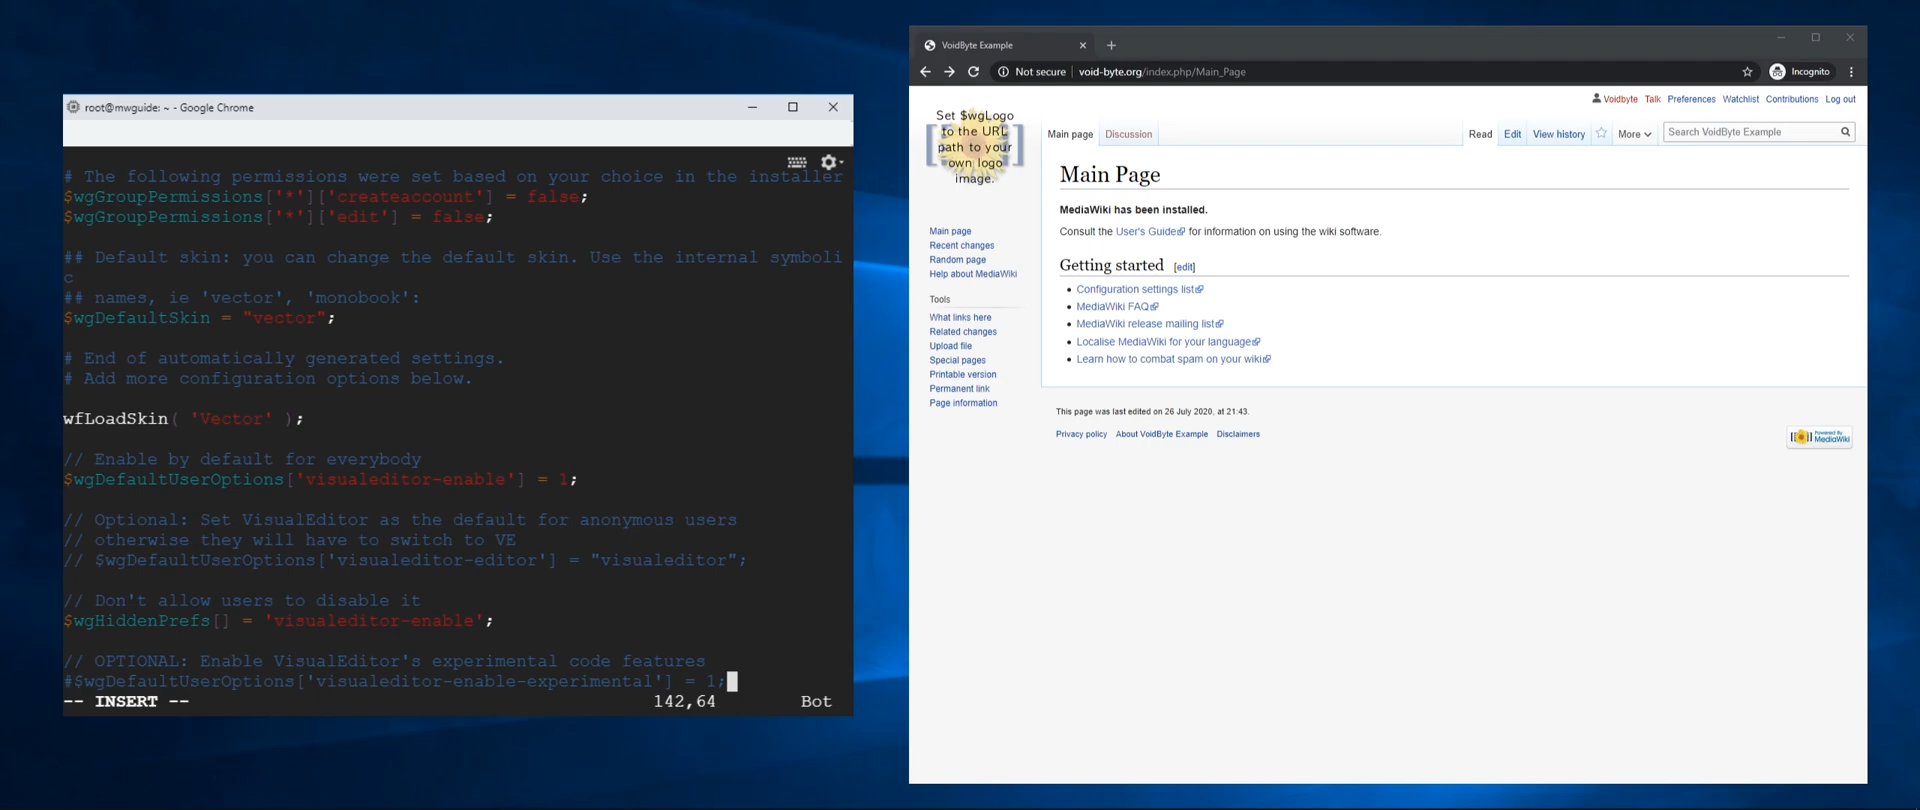 root@mwguide: ~ - Google Chrome
# The following permissions were set based on your choice in the installer
$wgGroupPermissions['*']['createaccount'] = false;
$wgGroupPermissions['*']['edit'] = false;
## Default skin: you can change the default skin. Use the internal symboli
c
## names, ie 'vector', 'monobook':
$wgDefaultSkin = "vector";
# End of automatically generated settings.
# Add more configuration options below.
wfLoadSkin( 'Vector' );
// Enable by default for everybody
$wgDefaultUserOptions['visualeditor-enable'] = 1;
// Optional: Set VisualEditor as the default for anonymous users
// otherwise they will have to switch to VE
// $wgDefaultUserOptions['visualeditor-editor'] = "visualeditor";
// Don't allow users to disable it
$wgHiddenPrefs[] = 'visualeditor-enable';
// OPTIONAL: Enable VisualEditor's experimental code features
#$wgDefaultUserOptions['visualeditor-enable-experimental'] = 1;
-- INSERT -- 142,64 Bot
VoidByte Example
Not secure void-byte.org/index.php/Main_Page Incognito
Voidbyte Talk Preferences Watchlist Contributions Log out
Set $wgLogo
to the URL
path to your
own logo
image.
Main page Discussion Read Edit View history More Search VoidByte Example
Main Page
MediaWiki has been installed.
Consult the User's Guide for information on using the wiki software.
Getting started [edit]
Configuration settings list
MediaWiki FAQ
MediaWiki release mailing list
Localise MediaWiki for your language
Learn how to combat spam on your wiki
Main page
Recent changes
Random page
Help about MediaWiki
Tools
What links here
Related changes
Upload file
Special pages
Printable version
Permanent link
Page information
This page was last edited on 26 July 2020, at 21:43.
Privacy policy About VoidByte Example Disclaimers
Powered By
MediaWiki